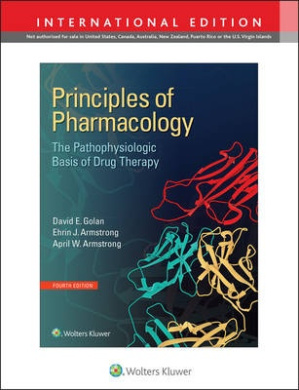 INTERNATIONAL EDITION
Not authorised for sale in United States, Canada, Australia, New Zealand, Puerto Rico or the U.S. Virgin Islands
Principles of
Pharmacology
The Pathophysiologic
Basis of Drug Therapy
David E. Golan
Ehrin J. Armstrong
April W. Armstrong
FOURTH EDITION
Wolters Kluwer
Wolters Kluwer